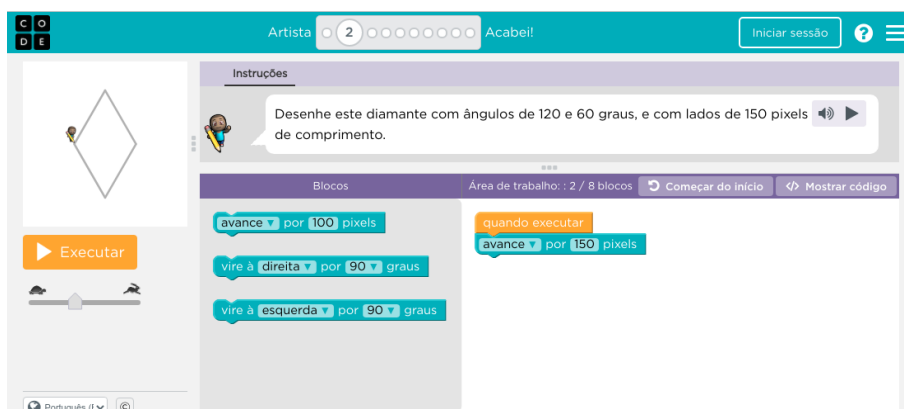 C O
D E
Artista 2 Acabei!
Iniciar sessão
?
Instruções
Desenhe este diamante com ângulos de 120 e 60 graus, e com lados de 150 pixels
de comprimento.
Blocos
Área de trabalho: : 2 / 8 blocos
Começar do início
</> Mostrar código
avance por 100 pixels
vire à direita por 90 graus
vire à esquerda por 90 graus
quando executar
avance por 150 pixels
Executar
©